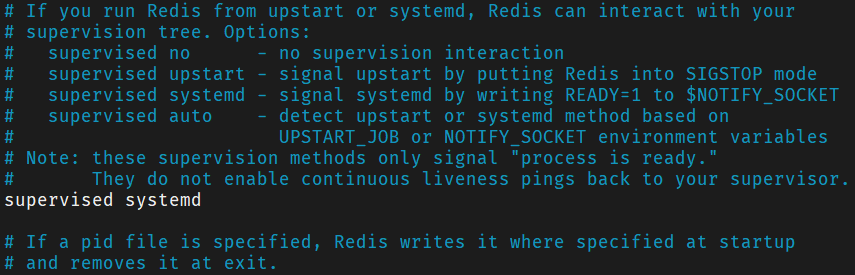 # If you run Redis from upstart or systemd, Redis can interact with your
# supervision tree. Options:
#   supervised no      - no supervision interaction
#   supervised upstart - signal upstart by putting Redis into SIGSTOP mode
#   supervised systemd - signal systemd by writing READY=1 to $NOTIFY_SOCKET
#   supervised auto    - detect upstart or systemd method based on
#                        UPSTART_JOB or NOTIFY_SOCKET environment variables
# Note: these supervision methods only signal "process is ready."
#       They do not enable continuous liveness pings back to your supervisor.
supervised systemd

# If a pid file is specified, Redis writes it where specified at startup
# and removes it at exit.